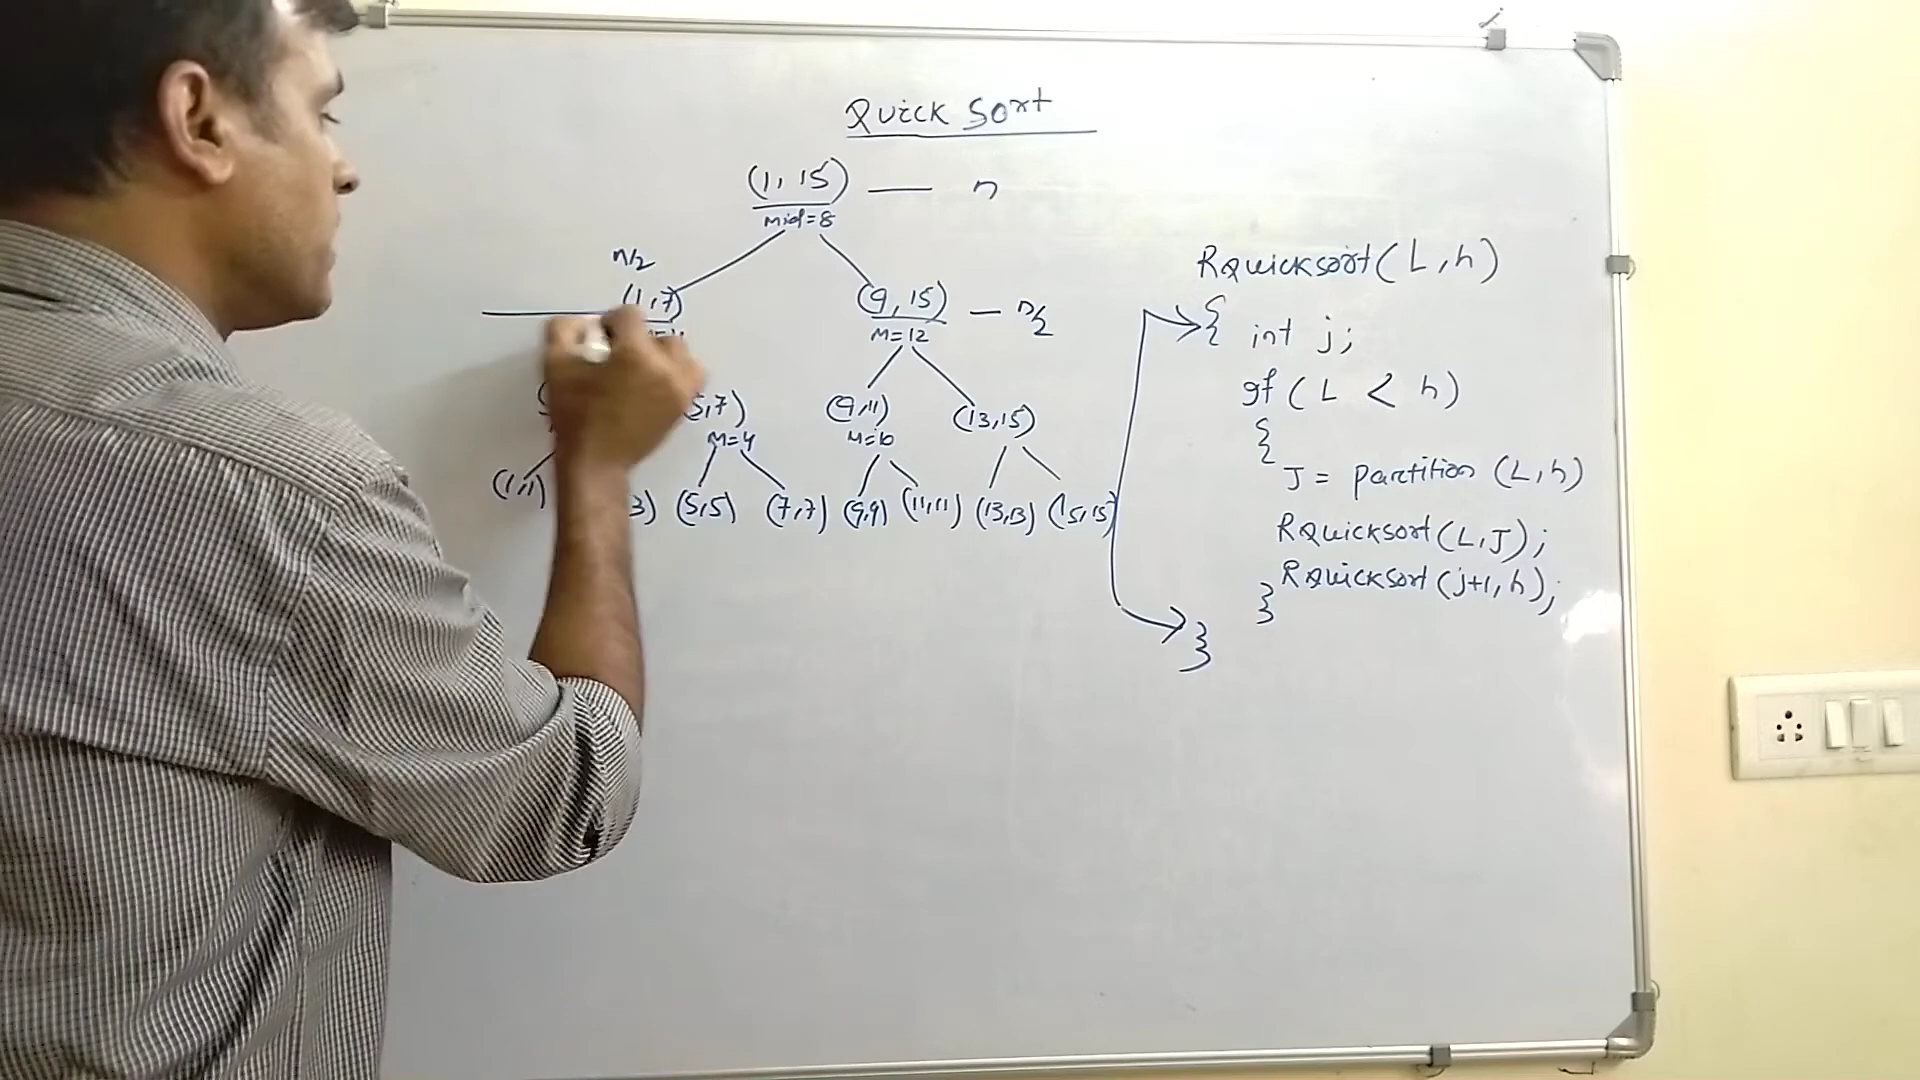 Quick Sort
(1, 15) — n
mid=8
n/2
(1,7)
(9, 15) — n/2
M=12
5,7)
M=4
(9,11)
M=10
(13,15)
(1,1)
3)
(5,5)
(7,7)
(9,9)
(11,11)
(13,13)
(15,15)
RQuicksort(L,h)
{
int j;
If (L < h)
{
J = partition (L,h)
RQuicksort(L,J);
RQuickSort(j+1, h);
}
}